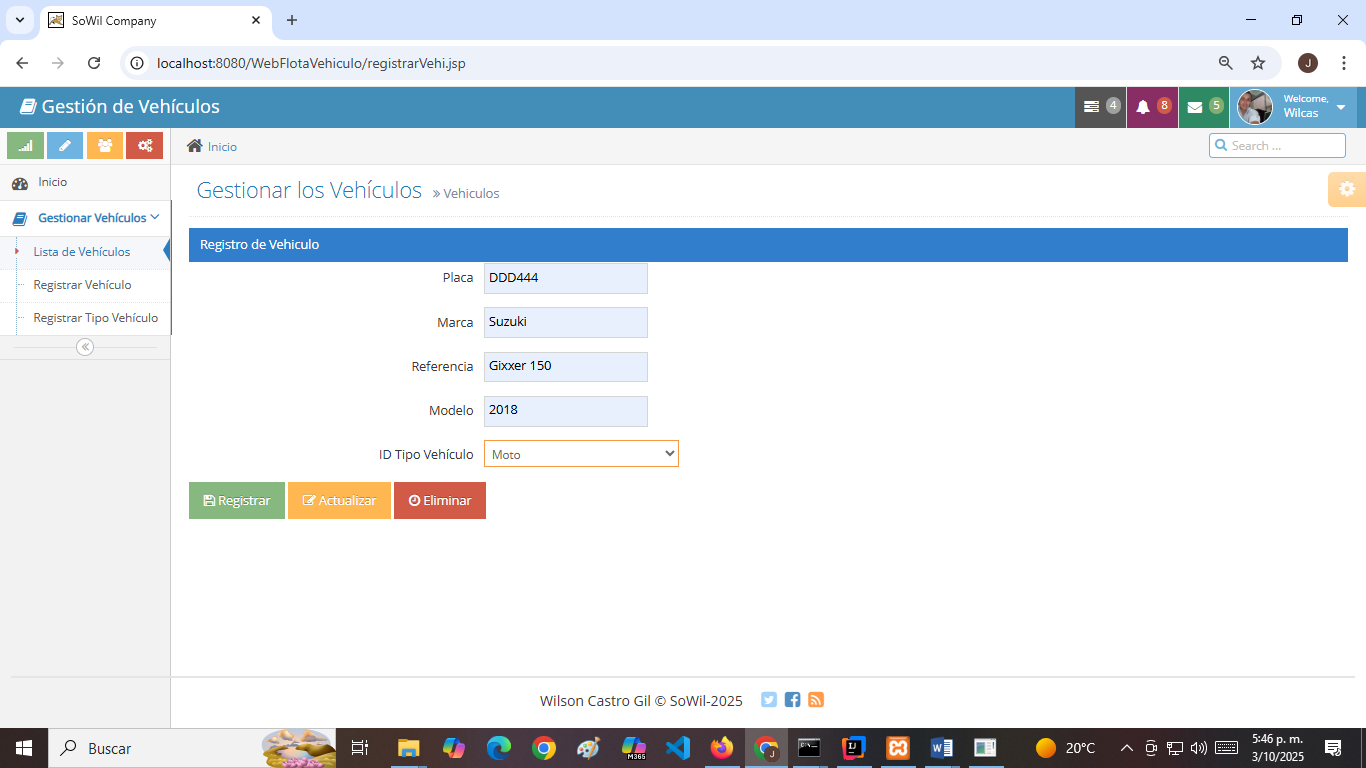 SoWil Company
localhost:8080/WebFlotaVehiculo/registrarVehi.jsp
J
Gestión de Vehículos
4
8
5
Welcome,
Wilcas
Inicio
Search ...
Inicio
Gestionar Vehículos
Lista de Vehículos
Registrar Vehículo
Registrar Tipo Vehículo
Gestionar los Vehículos » Vehiculos
Registro de Vehiculo
Placa DDD444
Marca Suzuki
Referencia Gixxer 150
Modelo 2018
ID Tipo Vehículo Moto
Registrar Actualizar Eliminar
Wilson Castro Gil © SoWil-2025
Buscar
M365
J
20°C
5:46 p. m.
3/10/2025